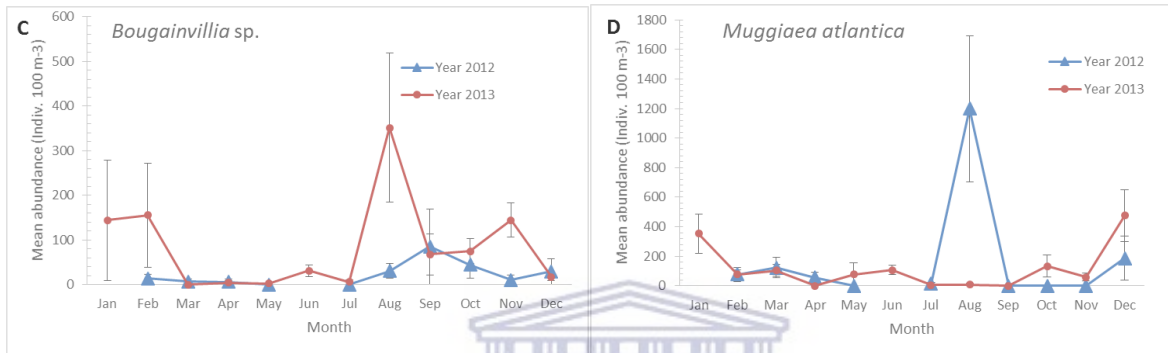 C
Bougainvillia sp.
Mean abundance (Indiv. 100 m-3)
600
500
400
300
200
100
0
Year 2012
Year 2013
Jan Feb Mar Apr May Jun Jul Aug Sep Oct Nov Dec
Month
D
Muggiaea atlantica
Mean abundance (Indiv. 100 m-3)
1800
1600
1400
1200
1000
800
600
400
200
0
Year 2012
Year 2013
Jan Feb Mar Apr May Jun Jul Aug Sep Oct Nov Dec
Month